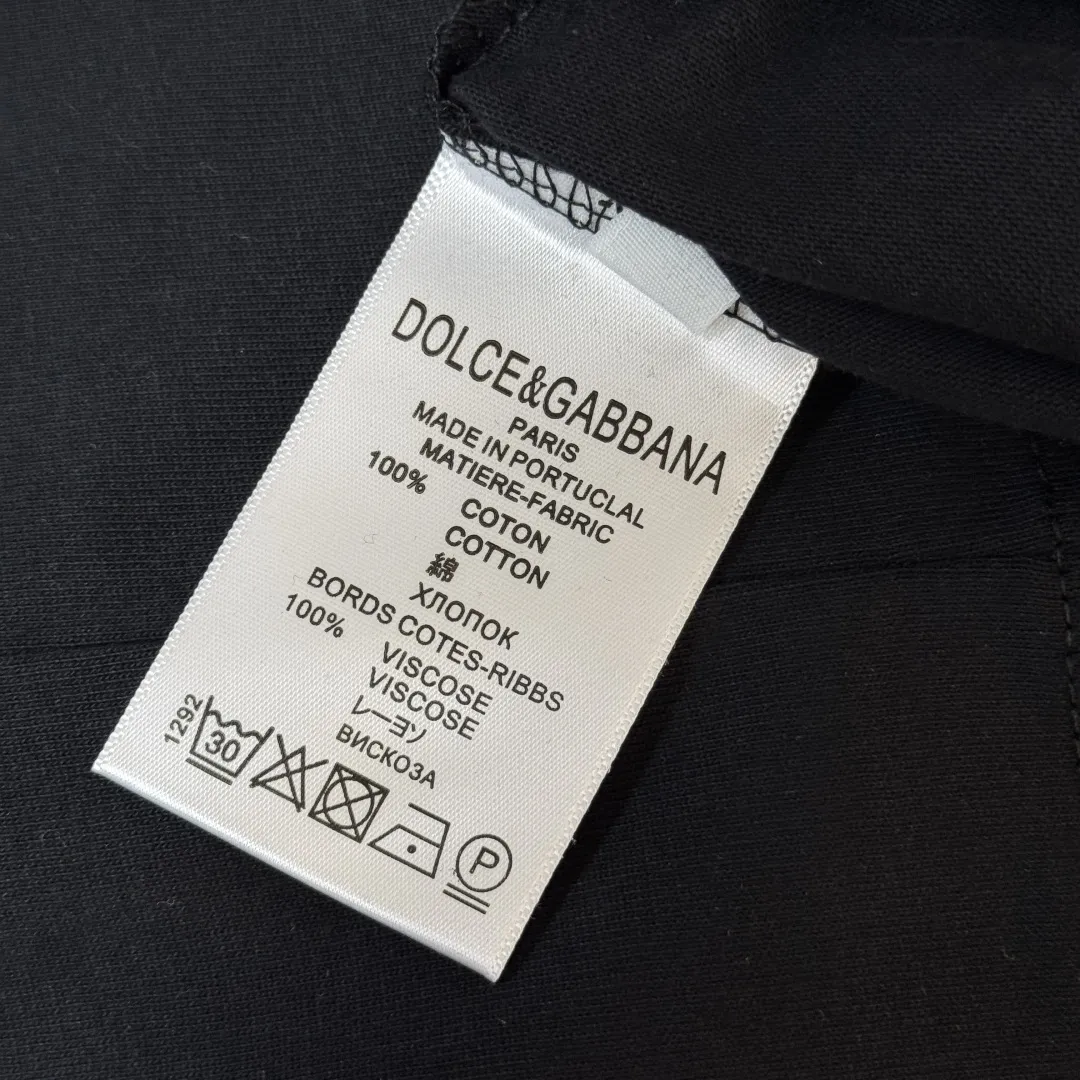 DOLCE&GABBANA
PARIS
MADE IN PORTUCLAL
MATIERE-FABRIC
100%
COTON
COTTON
綿
ХЛОПОК
BORDS COTES-RIBBS
100%
VISCOSE
VISCOSE
レーヨン
ВИСКОЗА
1292
30
P